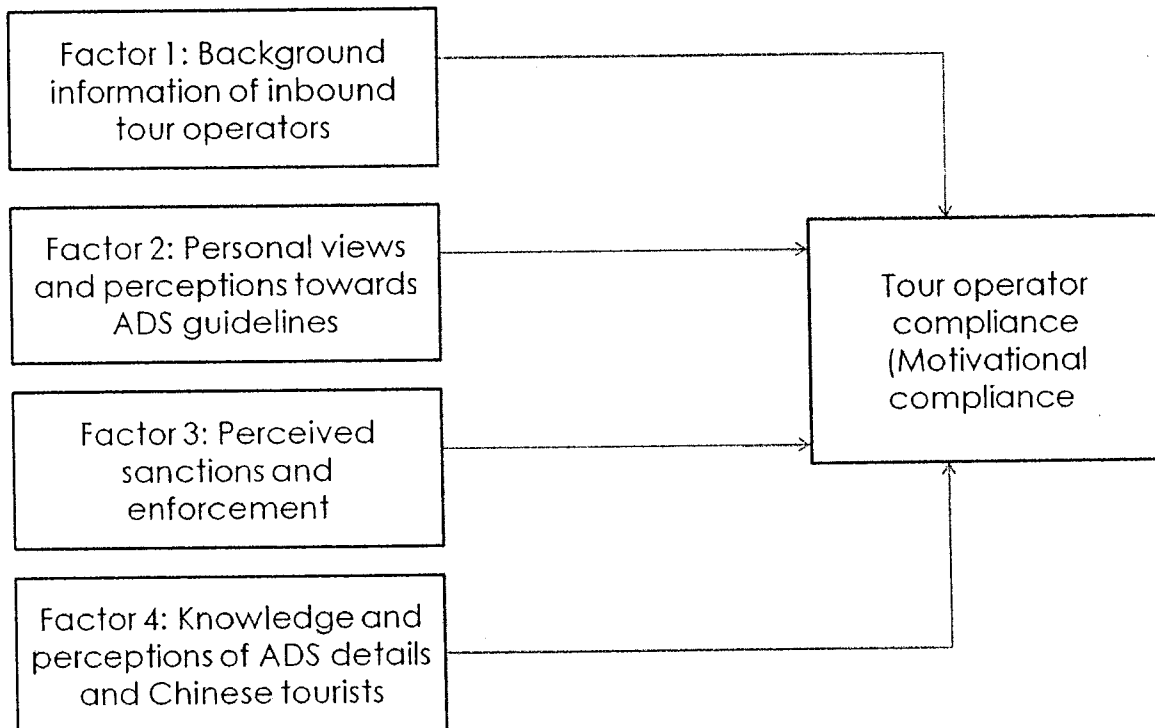 Factor 1: Background
information of inbound
tour operators
Factor 2: Personal views
and perceptions towards
ADS guidelines
Factor 3: Perceived
sanctions and
enforcement
Factor 4: Knowledge and
perceptions of ADS details
and Chinese tourists
Tour operator
compliance
(Motivational
compliance